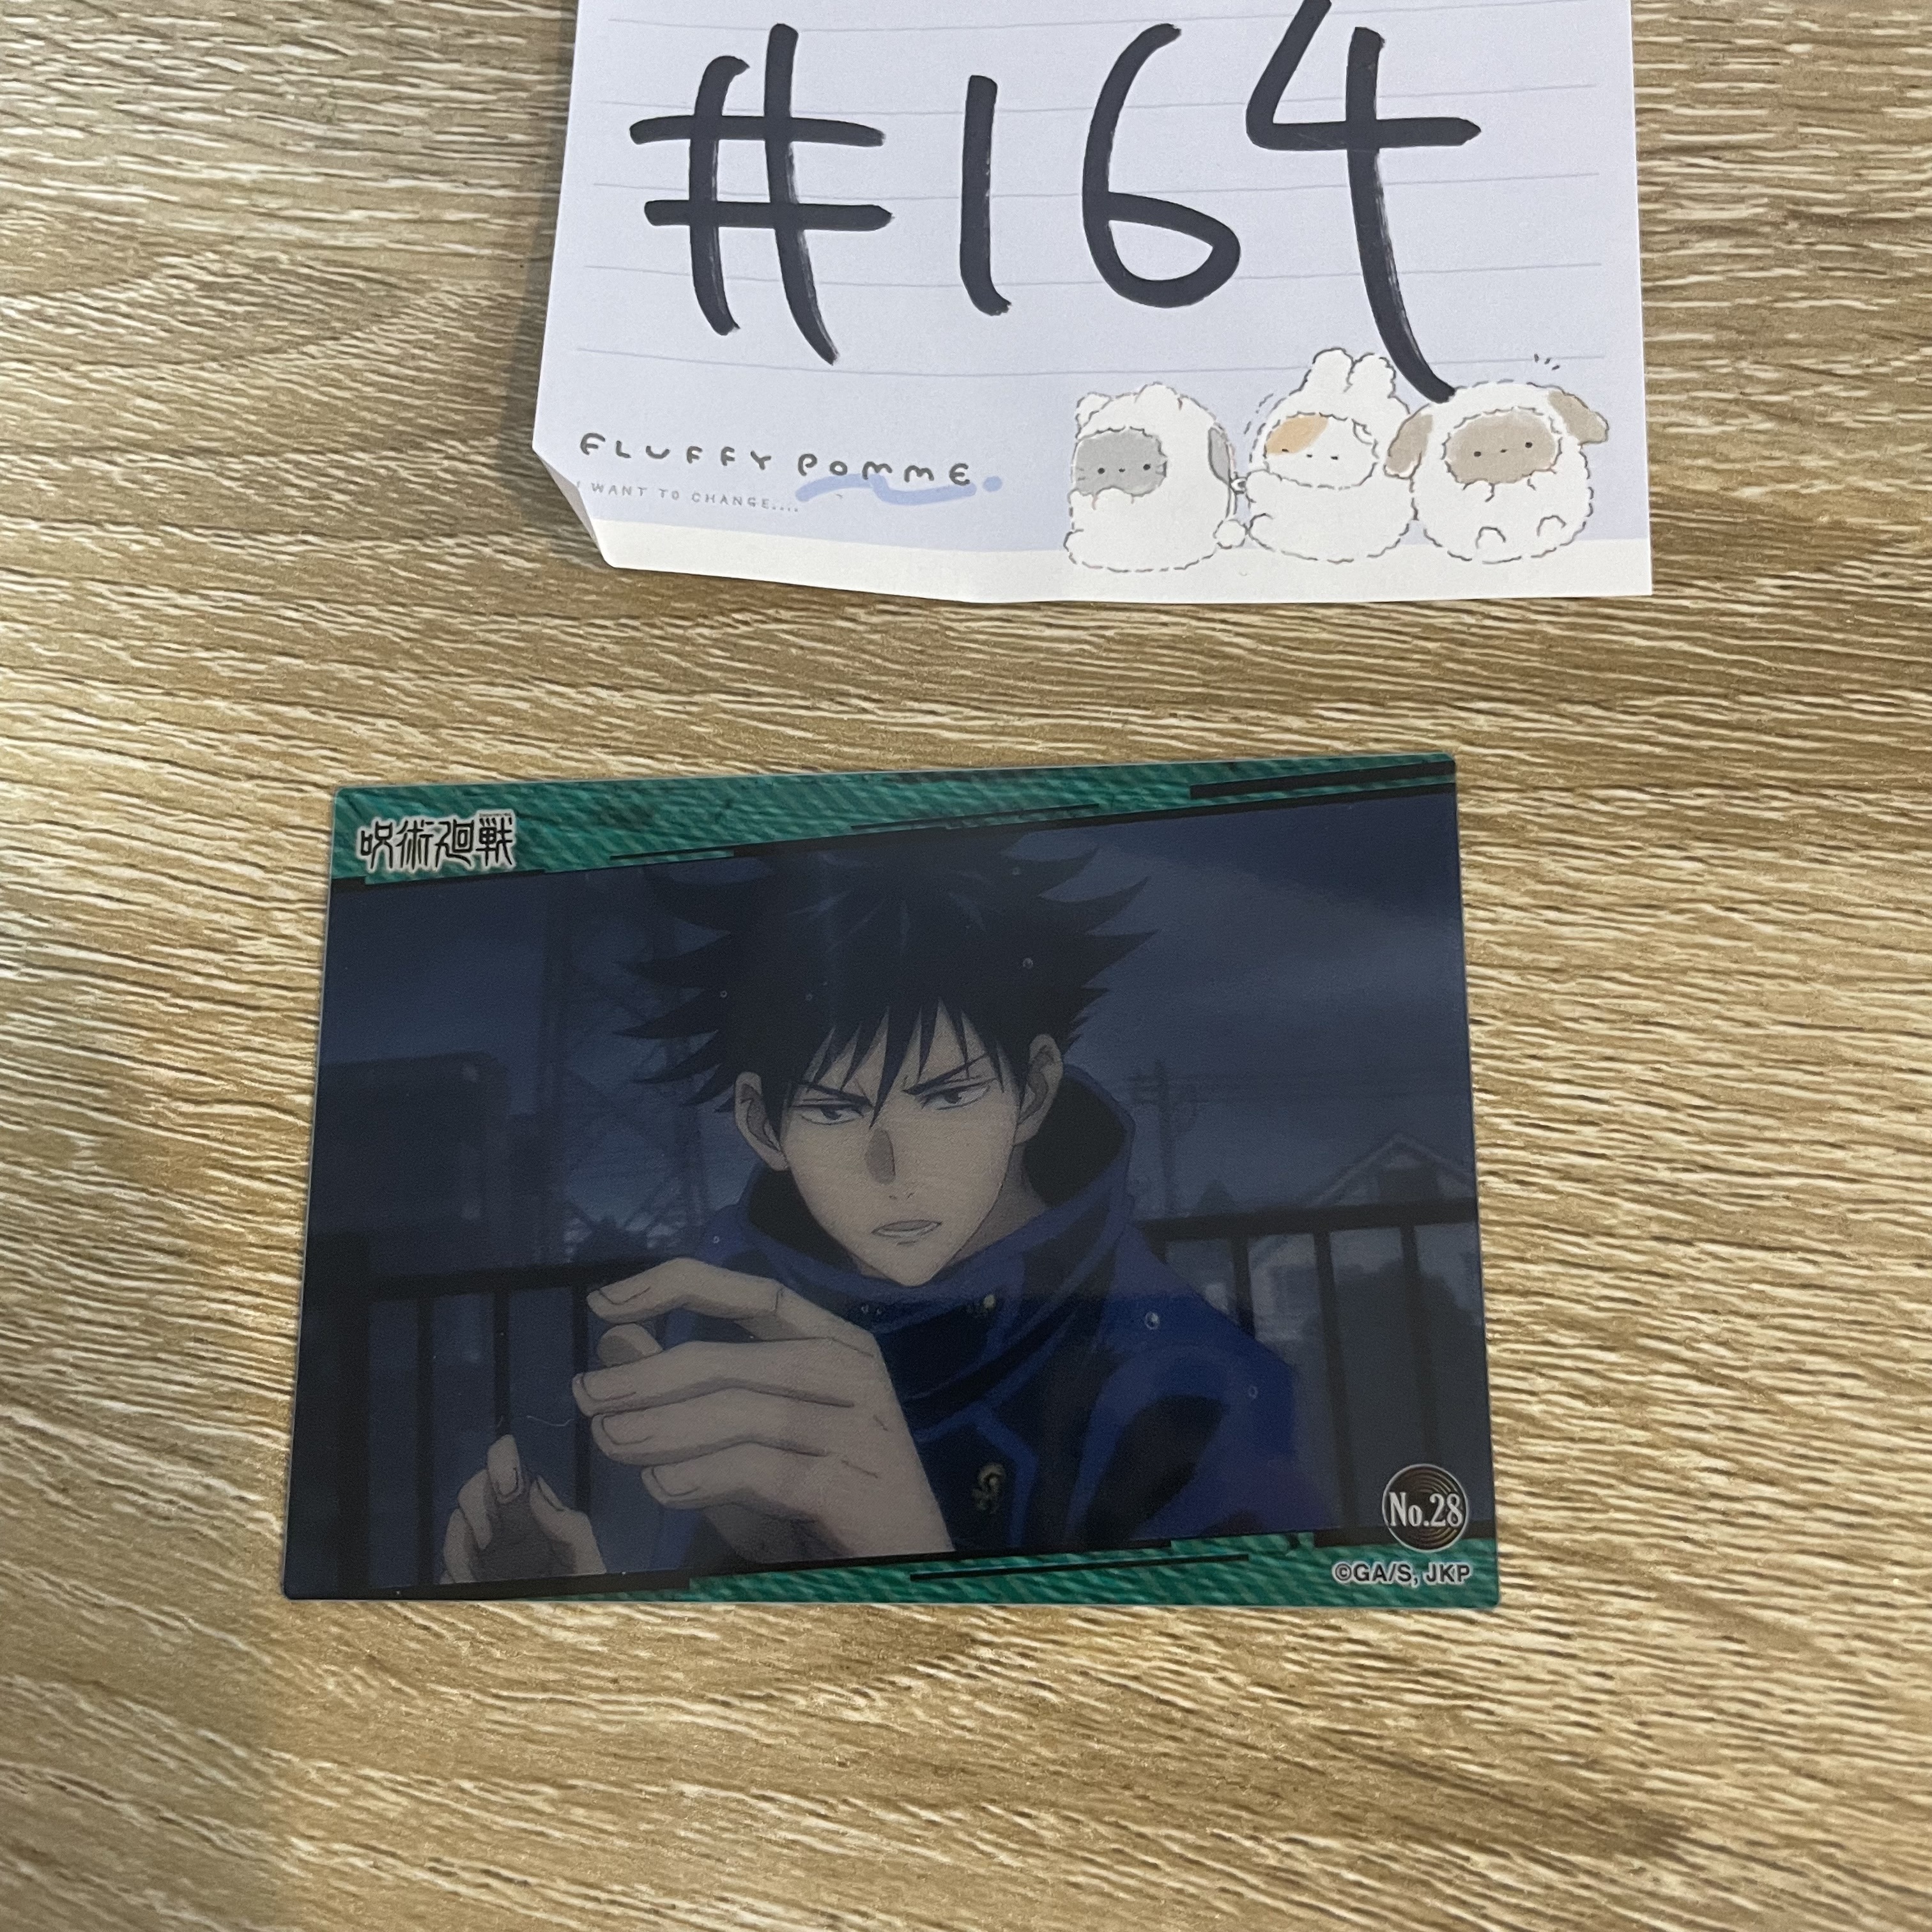 #164
FLUFFY POMME.
I WANT TO CHANGE....
呪術廻戦
No.28
©GA/S, JKP